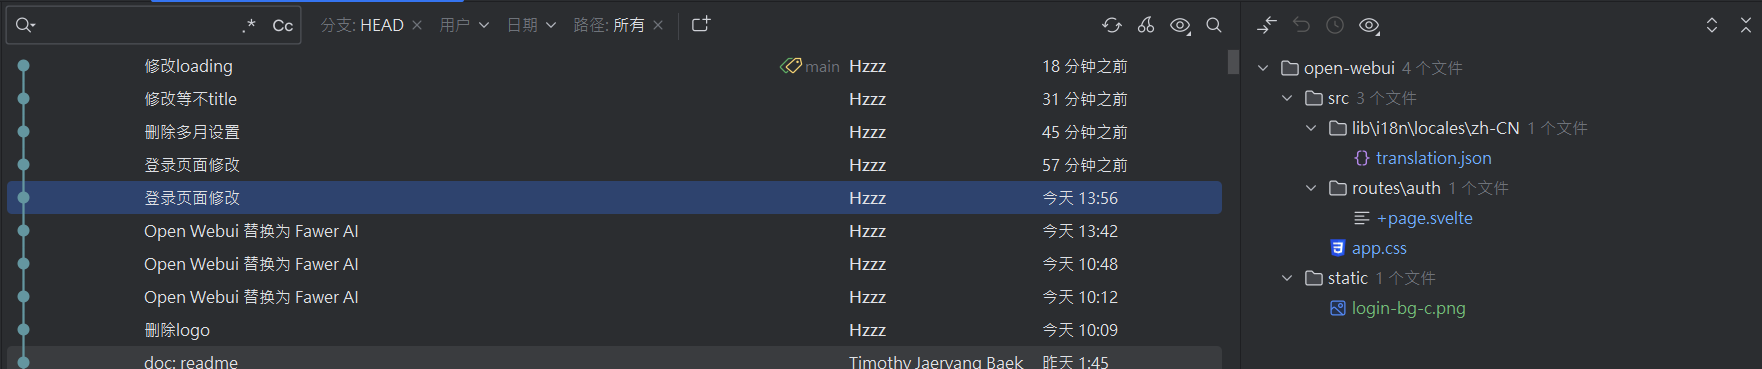 .* Cc 分支: HEAD 用户 日期 路径: 所有
修改loading main Hzzz 18 分钟之前
修改等不title Hzzz 31 分钟之前
删除多月设置 Hzzz 45 分钟之前
登录页面修改 Hzzz 57 分钟之前
登录页面修改 Hzzz 今天 13:56
Open Webui 替换为 Fawer AI Hzzz 今天 13:42
Open Webui 替换为 Fawer AI Hzzz 今天 10:48
Open Webui 替换为 Fawer AI Hzzz 今天 10:12
删除logo Hzzz 今天 10:09
doc: readme Timothy Jaeryang Baek 昨天 1:45
open-webui 4 个文件
src 3 个文件
lib\i18n\locales\zh-CN 1 个文件
{} translation.json
routes\auth 1 个文件
+page.svelte
app.css
static 1 个文件
login-bg-c.png